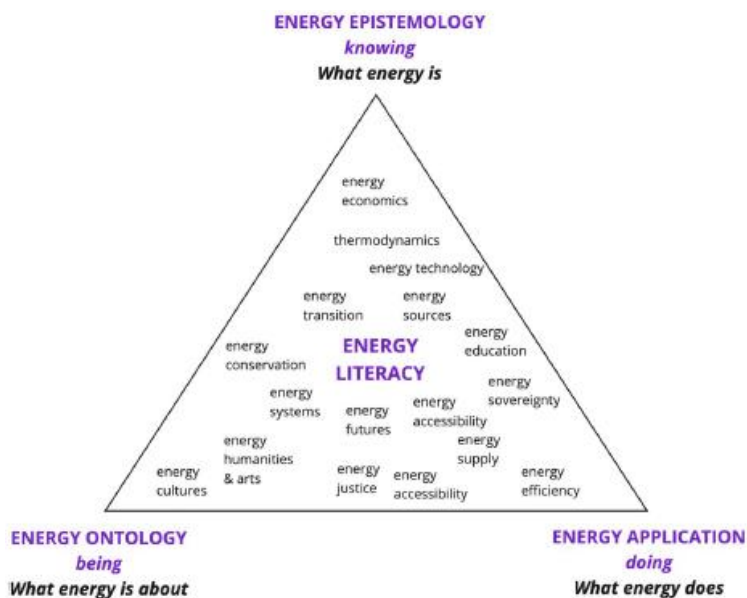 ENERGY EPISTEMOLOGY
knowing
What energy is
energy
economics
thermodynamics
energy technology
energy
transition
energy
sources
energy
education
energy
conservation
ENERGY
LITERACY
energy
sovereignty
energy
systems
energy
futures
energy
accessibility
energy
supply
energy
humanities
& arts
energy
cultures
energy
justice
energy
accessibility
energy
efficiency
ENERGY ONTOLOGY
being
What energy is about
ENERGY APPLICATION
doing
What energy does